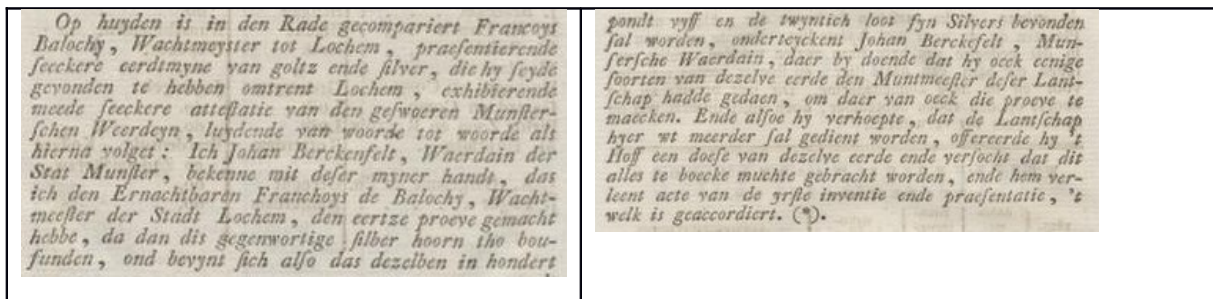 Op huyden is in den Rade gecompariert Francoys
Balochy, Wachtmeyster tot Lochem, praesentierende
seeckere eerdtmyne van goltz ende silver, die hy seyde
gevonden te hebben omtrent Lochem, exhibierende
meede seeckere attestatie van den geswoeren Munster-
schen Weerdeyn, luydende van woorde tot woorde als
hierna volget: Ich Johan Berckenfelt, Waerdain der
Stat Munster, bekenne mit deser myner handt, das
ich den Ernachtbaren Franchoys de Balochy, Wacht-
meester der Stadt Lochem, den eertze proeve gemacht
hebbe, da dan dis gegenwortige silber hoorn tho bou-
funden, ond bevynt sich also das dezelben in hondert
pondt vyff en de twyntich loot fyn Silvers bevonden
sal worden, onderteyckent Johan Berckefelt, Mun-
sersche Waerdain, daer by doende dat hy oeck eenige
soorten van dezelve eerde den Muntmeester deser Lant-
schap hadde gedaen, om daer van oeck die proeve te
maecken. Ende alsoe hy verhoepte, dat de Lantschap
hyer wt meerder sal gedient worden, offereerde hy 't
Hoff een doese van dezelve eerde ende versocht dat dit
alles te boecke muchte gebracht worden, ende hem ver-
leent acte van de yrste inventie ende praesentatie, 't
welk is geaccordiert. (*).